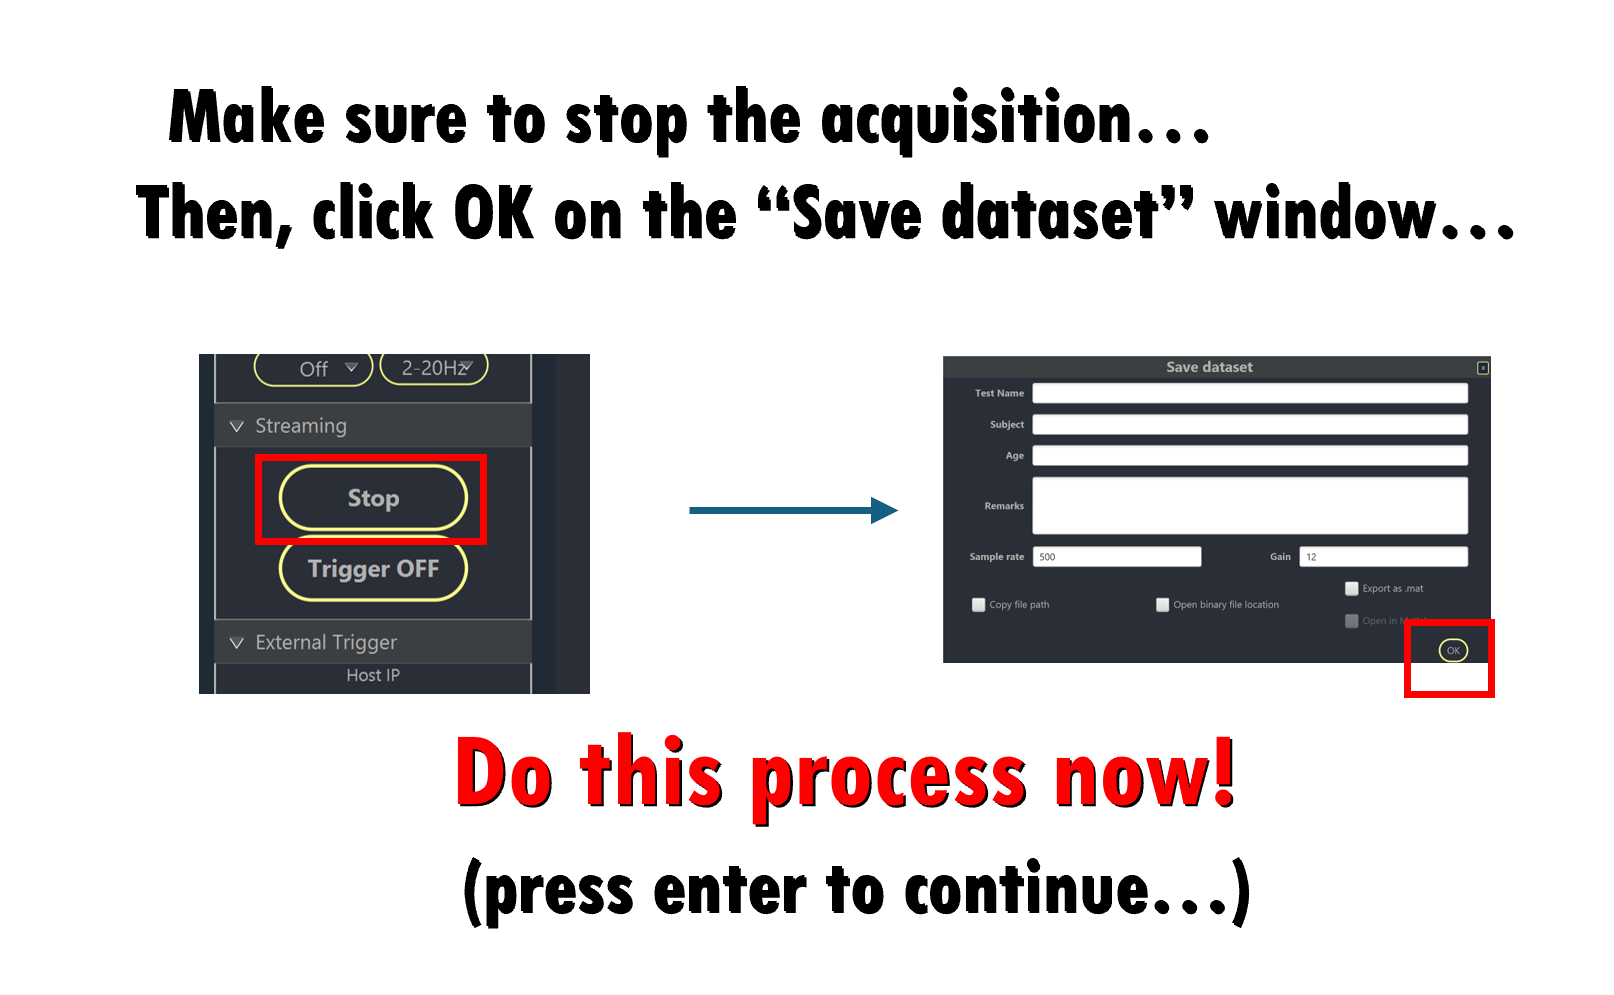 Make sure to stop the acquisition...
Then, click OK on the “Save dataset” window...
Off 2-20Hz
Streaming
Stop
Trigger OFF
External Trigger
Host IP
Save dataset
Test Name
Subject
Age
Remarks
Sample rate 500 Gain 12
Export as .mat
Copy file path Open binary file location
Open in
OK
Do this process now!
(press enter to continue...)